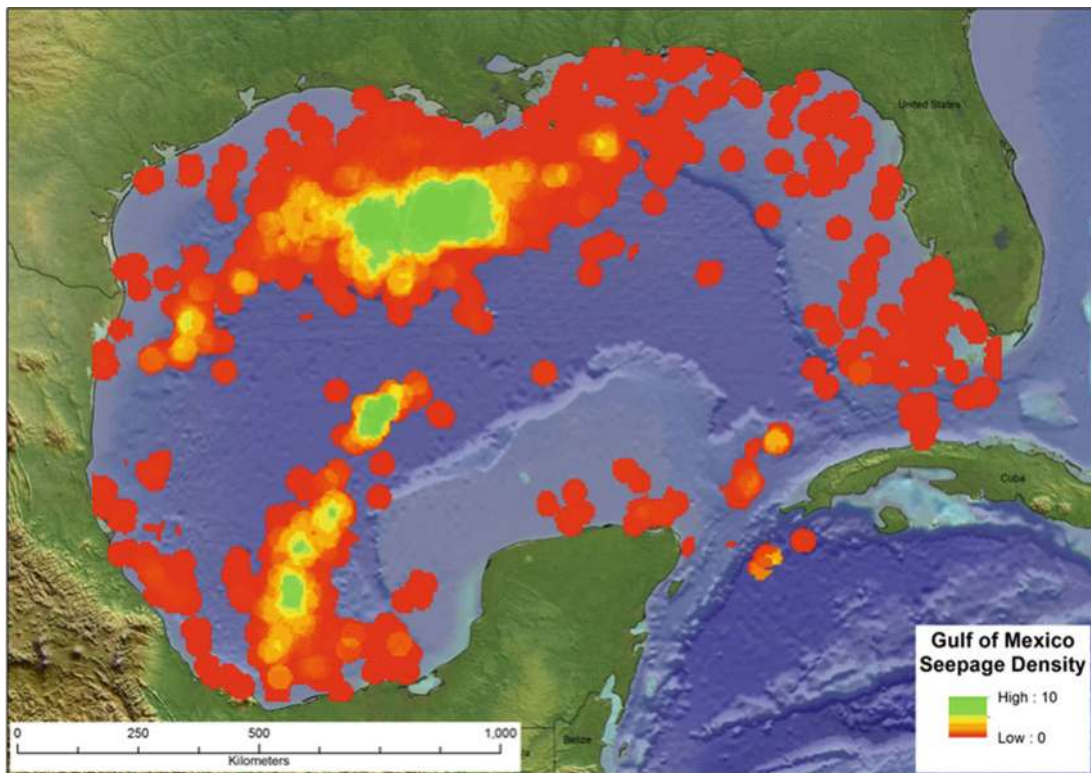 United States
Cuba
Gulf of Mexico
Seepage Density
High : 10
Low : 0
0 250 500 1,000
Kilometers
Belize